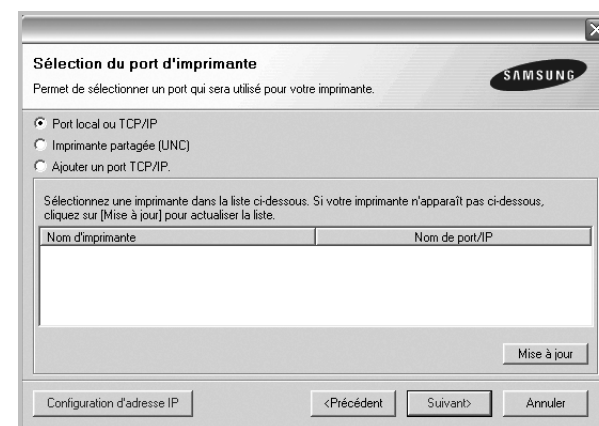 Sélection du port d'imprimante
Permet de sélectionner un port qui sera utilisé pour votre imprimante.
SAMSUNG
Port local ou TCP/IP
Imprimante partagée (UNC)
Ajouter un port TCP/IP.
Sélectionnez une imprimante dans la liste ci-dessous. Si votre imprimante n'apparaît pas ci-dessous,
cliquez sur [Mise à jour] pour actualiser la liste.
Nom d'imprimante Nom de port/IP
Mise à jour
Configuration d'adresse IP <Précédent Suivant> Annuler